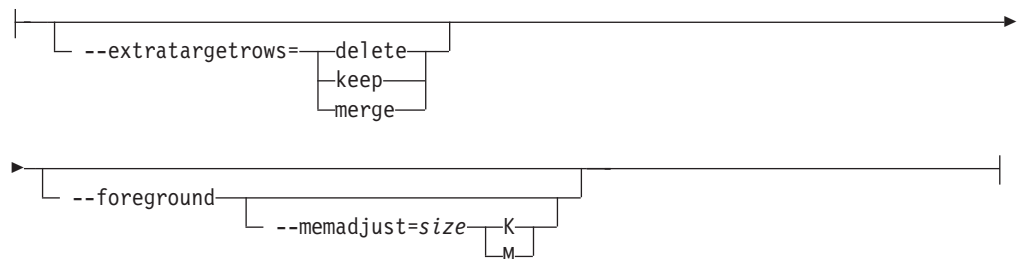 --extratargetrows= delete
keep
merge
--foreground
--memadjust=size K
M